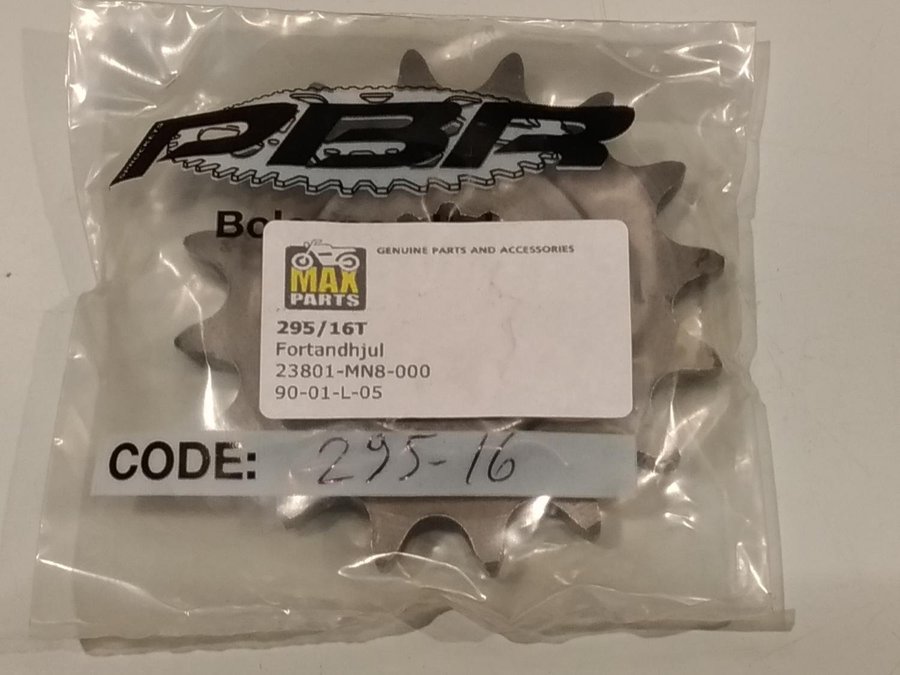 PBR
SPROCKETS
GENUINE PARTS AND ACCESSORIES
MAX
PARTS
295/16T
Fortandhjul
23801-MN8-000
90-01-L-05
CODE: 295-16